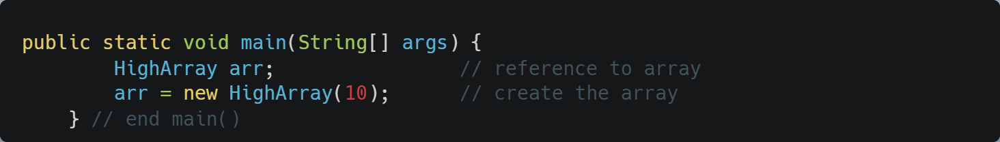 public static void main(String[] args) {
        HighArray arr;                // reference to array
        arr = new HighArray(10);      // create the array
    } // end main()